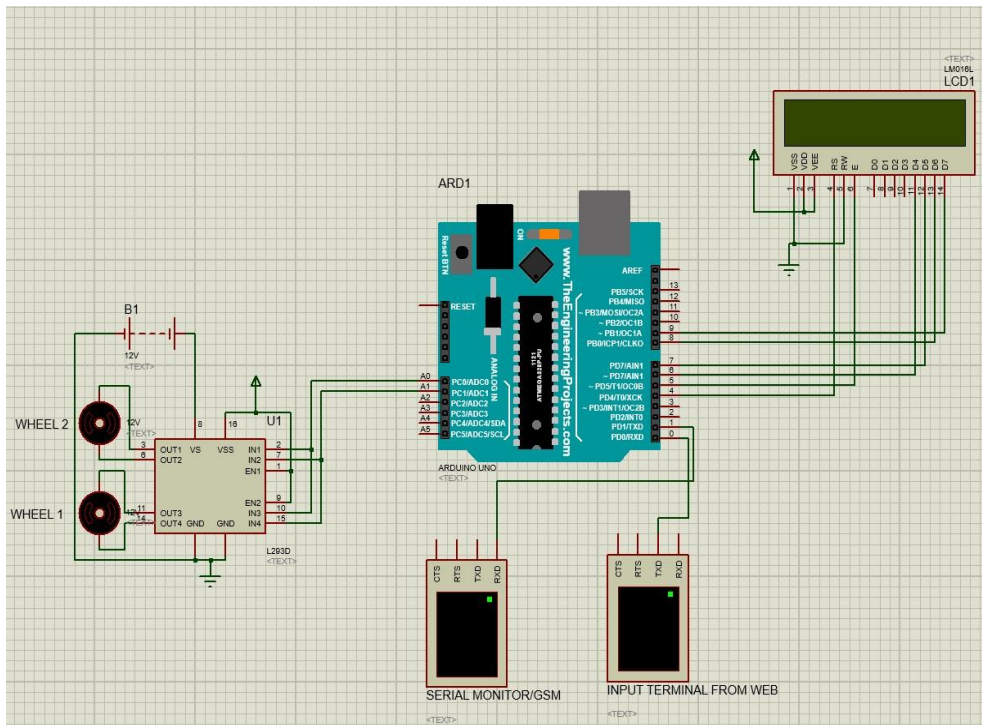 <TEXT>
LM016L
LCD1
VSS
VDD
VEE
RS
RW
E
D0
D1
D2
D3
D4
D5
D6
D7
1
2
3
4
5
6
7
8
9
10
11
12
13
14
ARD1
Reset BTN
ON
www.TheEngineeringProjects.com
ANALOG IN
RESET
AREF
PB5/SCK 13
PB4/MISO 12
~ PB3/MOSI/OC2A 11
~ PB2/OC1B 10
~ PB1/OC1A 9
PB0/ICP1/CLKO 8
PD7/AIN1 7
~ PD7/AIN1 6
~ PD5/T1/OC0B 5
PD4/T0/XCK 4
~ PD3/INT1/OC2B 3
PD2/INT0 2
PD1/TXD 1
PD0/RXD 0
A0 PC0/ADC0
A1 PC1/ADC1
A2 PC2/ADC2
A3 PC3/ADC3
A4 PC4/ADC4/SDA
A5 PC5/ADC5/SCL
1121
ARDUINO UNO
<TEXT>
B1
12V
<TEXT>
WHEEL 2
12V
<TEXT>
WHEEL 1
12V
<TEXT>
U1
8
16
VS
VSS
3 OUT1
6 OUT2
11 OUT3
14 OUT4
GND
GND
IN1 2
IN2 7
EN1 1
EN2 9
IN3 10
IN4 15
L293D
<TEXT>
CTS
RTS
TXD
RXD
SERIAL MONITOR/GSM
<TEXT>
CTS
RTS
TXD
RXD
INPUT TERMINAL FROM WEB
<TEXT>